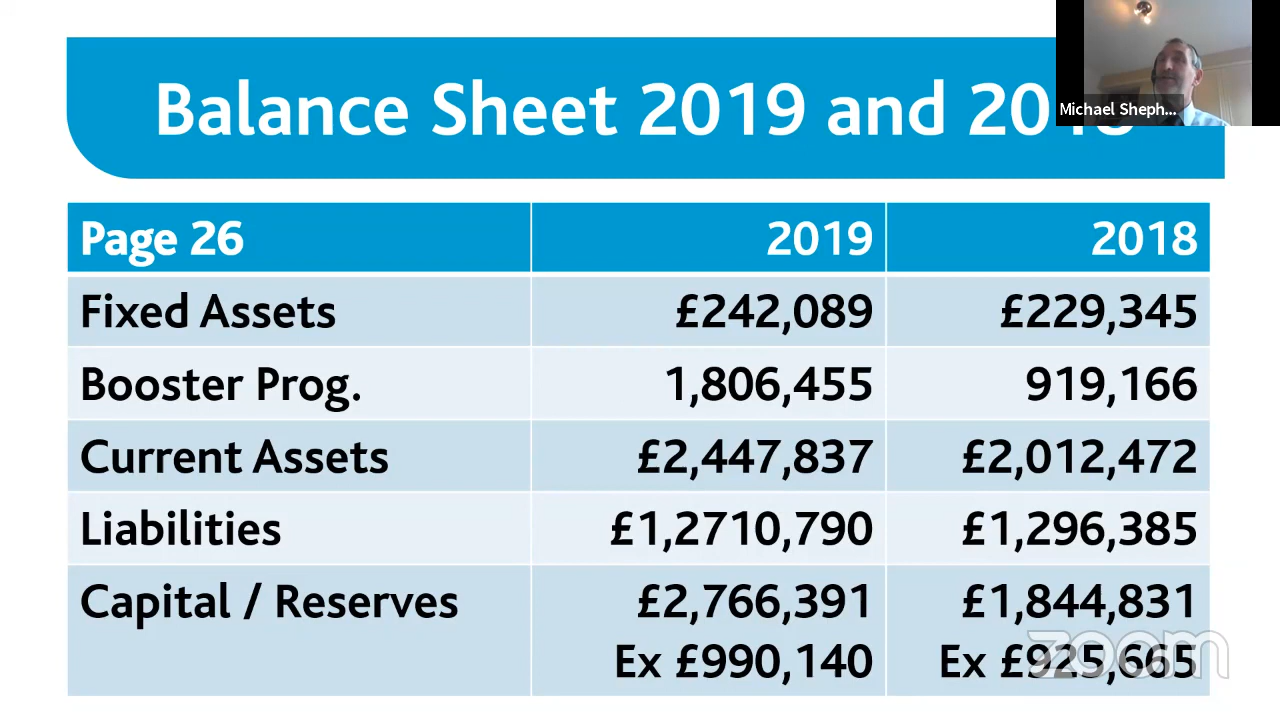 Balance Sheet 2019 and 2018
Michael Sheph...
Page 26 2019 2018
Fixed Assets £242,089 £229,345
Booster Prog. 1,806,455 919,166
Current Assets £2,447,837 £2,012,472
Liabilities £1,2710,790 £1,296,385
Capital / Reserves £2,766,391 £1,844,831
Ex £990,140 Ex £925,665
zoom